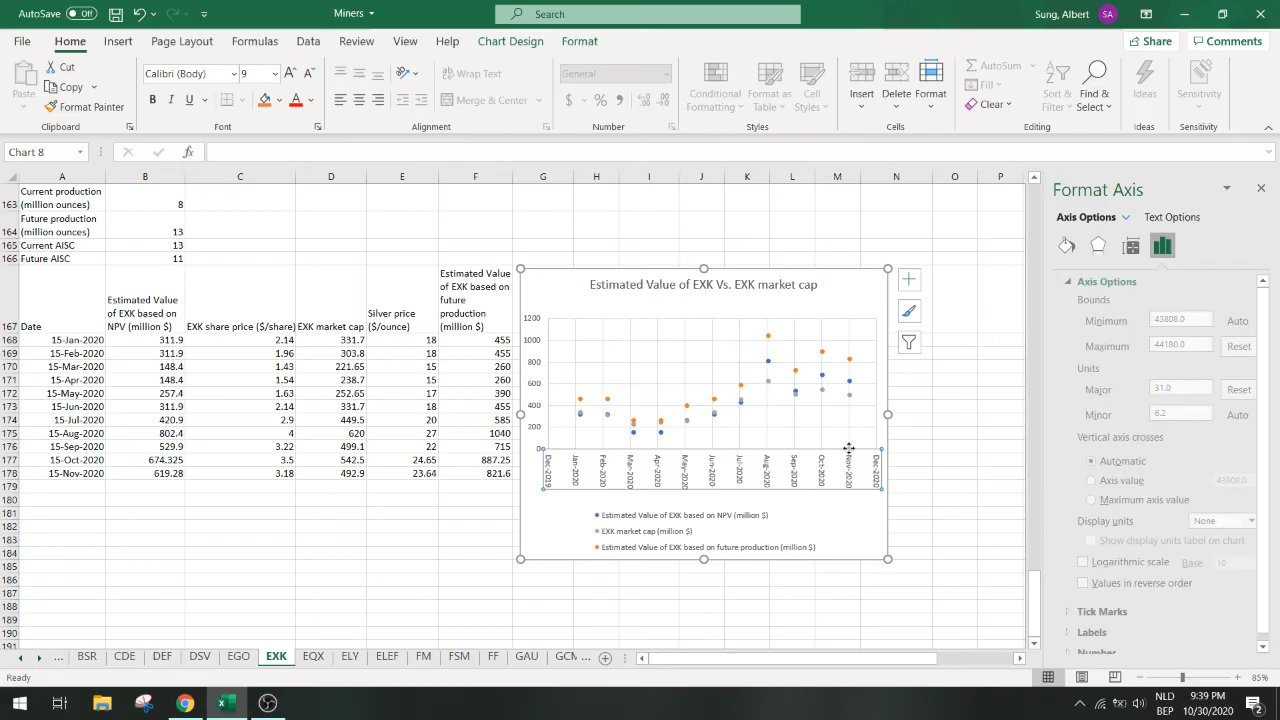 AutoSave Off Miners Search Sung, Albert SA
File Home Insert Page Layout Formulas Data Review View Help Chart Design Format Share Comments
Paste Cut Copy Format Painter Clipboard
Calibri (Body) 9 A A B I U A Font
Wrap Text Merge & Center Alignment
General $ % Number
Conditional Formatting Format as Table Cell Styles Styles
Insert Delete Format Cells
AutoSum Fill Clear Sort & Filter Find & Select Editing
Ideas Ideas
Sensitivity Sensitivity
Chart 8 fx
A B C D E F G H I J K L M N O P
163 Current production (million ounces) 8
164 Future production (million ounces) 13
165 Current AISC 13
166 Future AISC 11
167 Date Estimated Value of EXK based on NPV (million $) EXK share price ($/share) EXK market cap Silver price ($/ounce) Estimated Value of EXK based on future production (million $)
168 15-Jan-2020 311.9 2.14 331.7 18 455
169 15-Feb-2020 311.9 1.96 303.8 18 455
170 15-Mar-2020 148.4 1.43 221.65 15 260
171 15-Apr-2020 148.4 1.54 238.7 15 260
172 15-May-2020 257.4 1.63 252.65 17 390
173 15-Jun-2020 311.9 2.14 331.7 18 455
174 15-Jul-2020 420.9 2.9 449.5 20 585
175 15-Aug-2020 802.4 4 620 27 1040
176 15-Sep-2020 529.9 3.22 499.1 22 715
177 15-Oct-2020 674.325 3.5 542.5 24.65 887.25
178 15-Nov-2020 619.28 3.18 492.9 23.64 821.6
179
180
181
182
183
184
185
186
187
188
189
190
191
Estimated Value of EXK Vs. EXK market cap
1200
1000
800
600
400
200
0
Dec-2019 Jan-2020 Feb-2020 Mar-2020 Apr-2020 May-2020 Jun-2020 Jul-2020 Aug-2020 Sep-2020 Oct-2020 Nov-2020 Dec-2020
Estimated Value of EXK based on NPV (million $)
EXK market cap (million $)
Estimated Value of EXK based on future production (million $)
Format Axis
Axis Options Text Options
Axis Options
Bounds
Minimum 43808.0 Auto
Maximum 44180.0 Reset
Units
Major 31.0 Reset
Minor 6.2 Auto
Vertical axis crosses
Automatic
Axis value 43808.0
Maximum axis value
Display units None
Show display units label on chart
Logarithmic scale Base 10
Values in reverse order
Tick Marks
Labels
Number
... BSR CDE DEF DSV EGO EXK EQX ELY ELEF FM FSM FF GAU GCM ...
Ready 85%
NLD 9:39 PM
BEP 10/30/2020 2